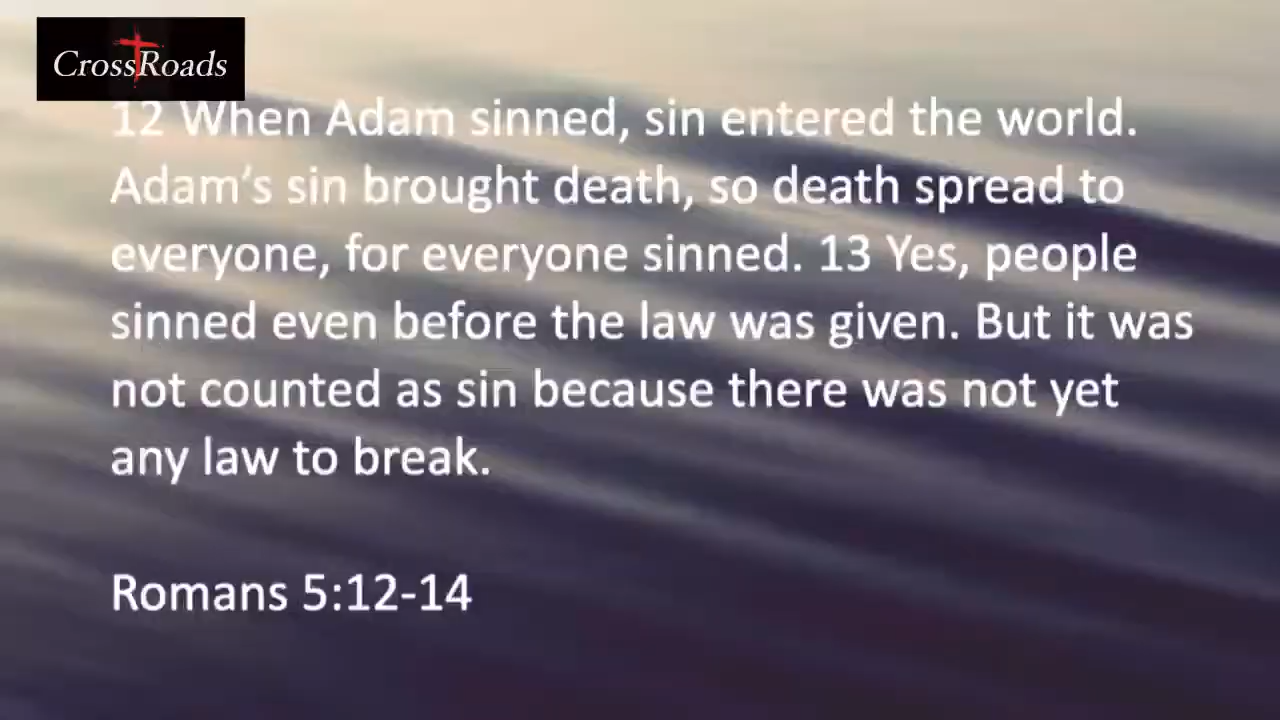 CrossRoads
12 When Adam sinned, sin entered the world.
Adam’s sin brought death, so death spread to
everyone, for everyone sinned. 13 Yes, people
sinned even before the law was given. But it was
not counted as sin because there was not yet
any law to break.
Romans 5:12-14